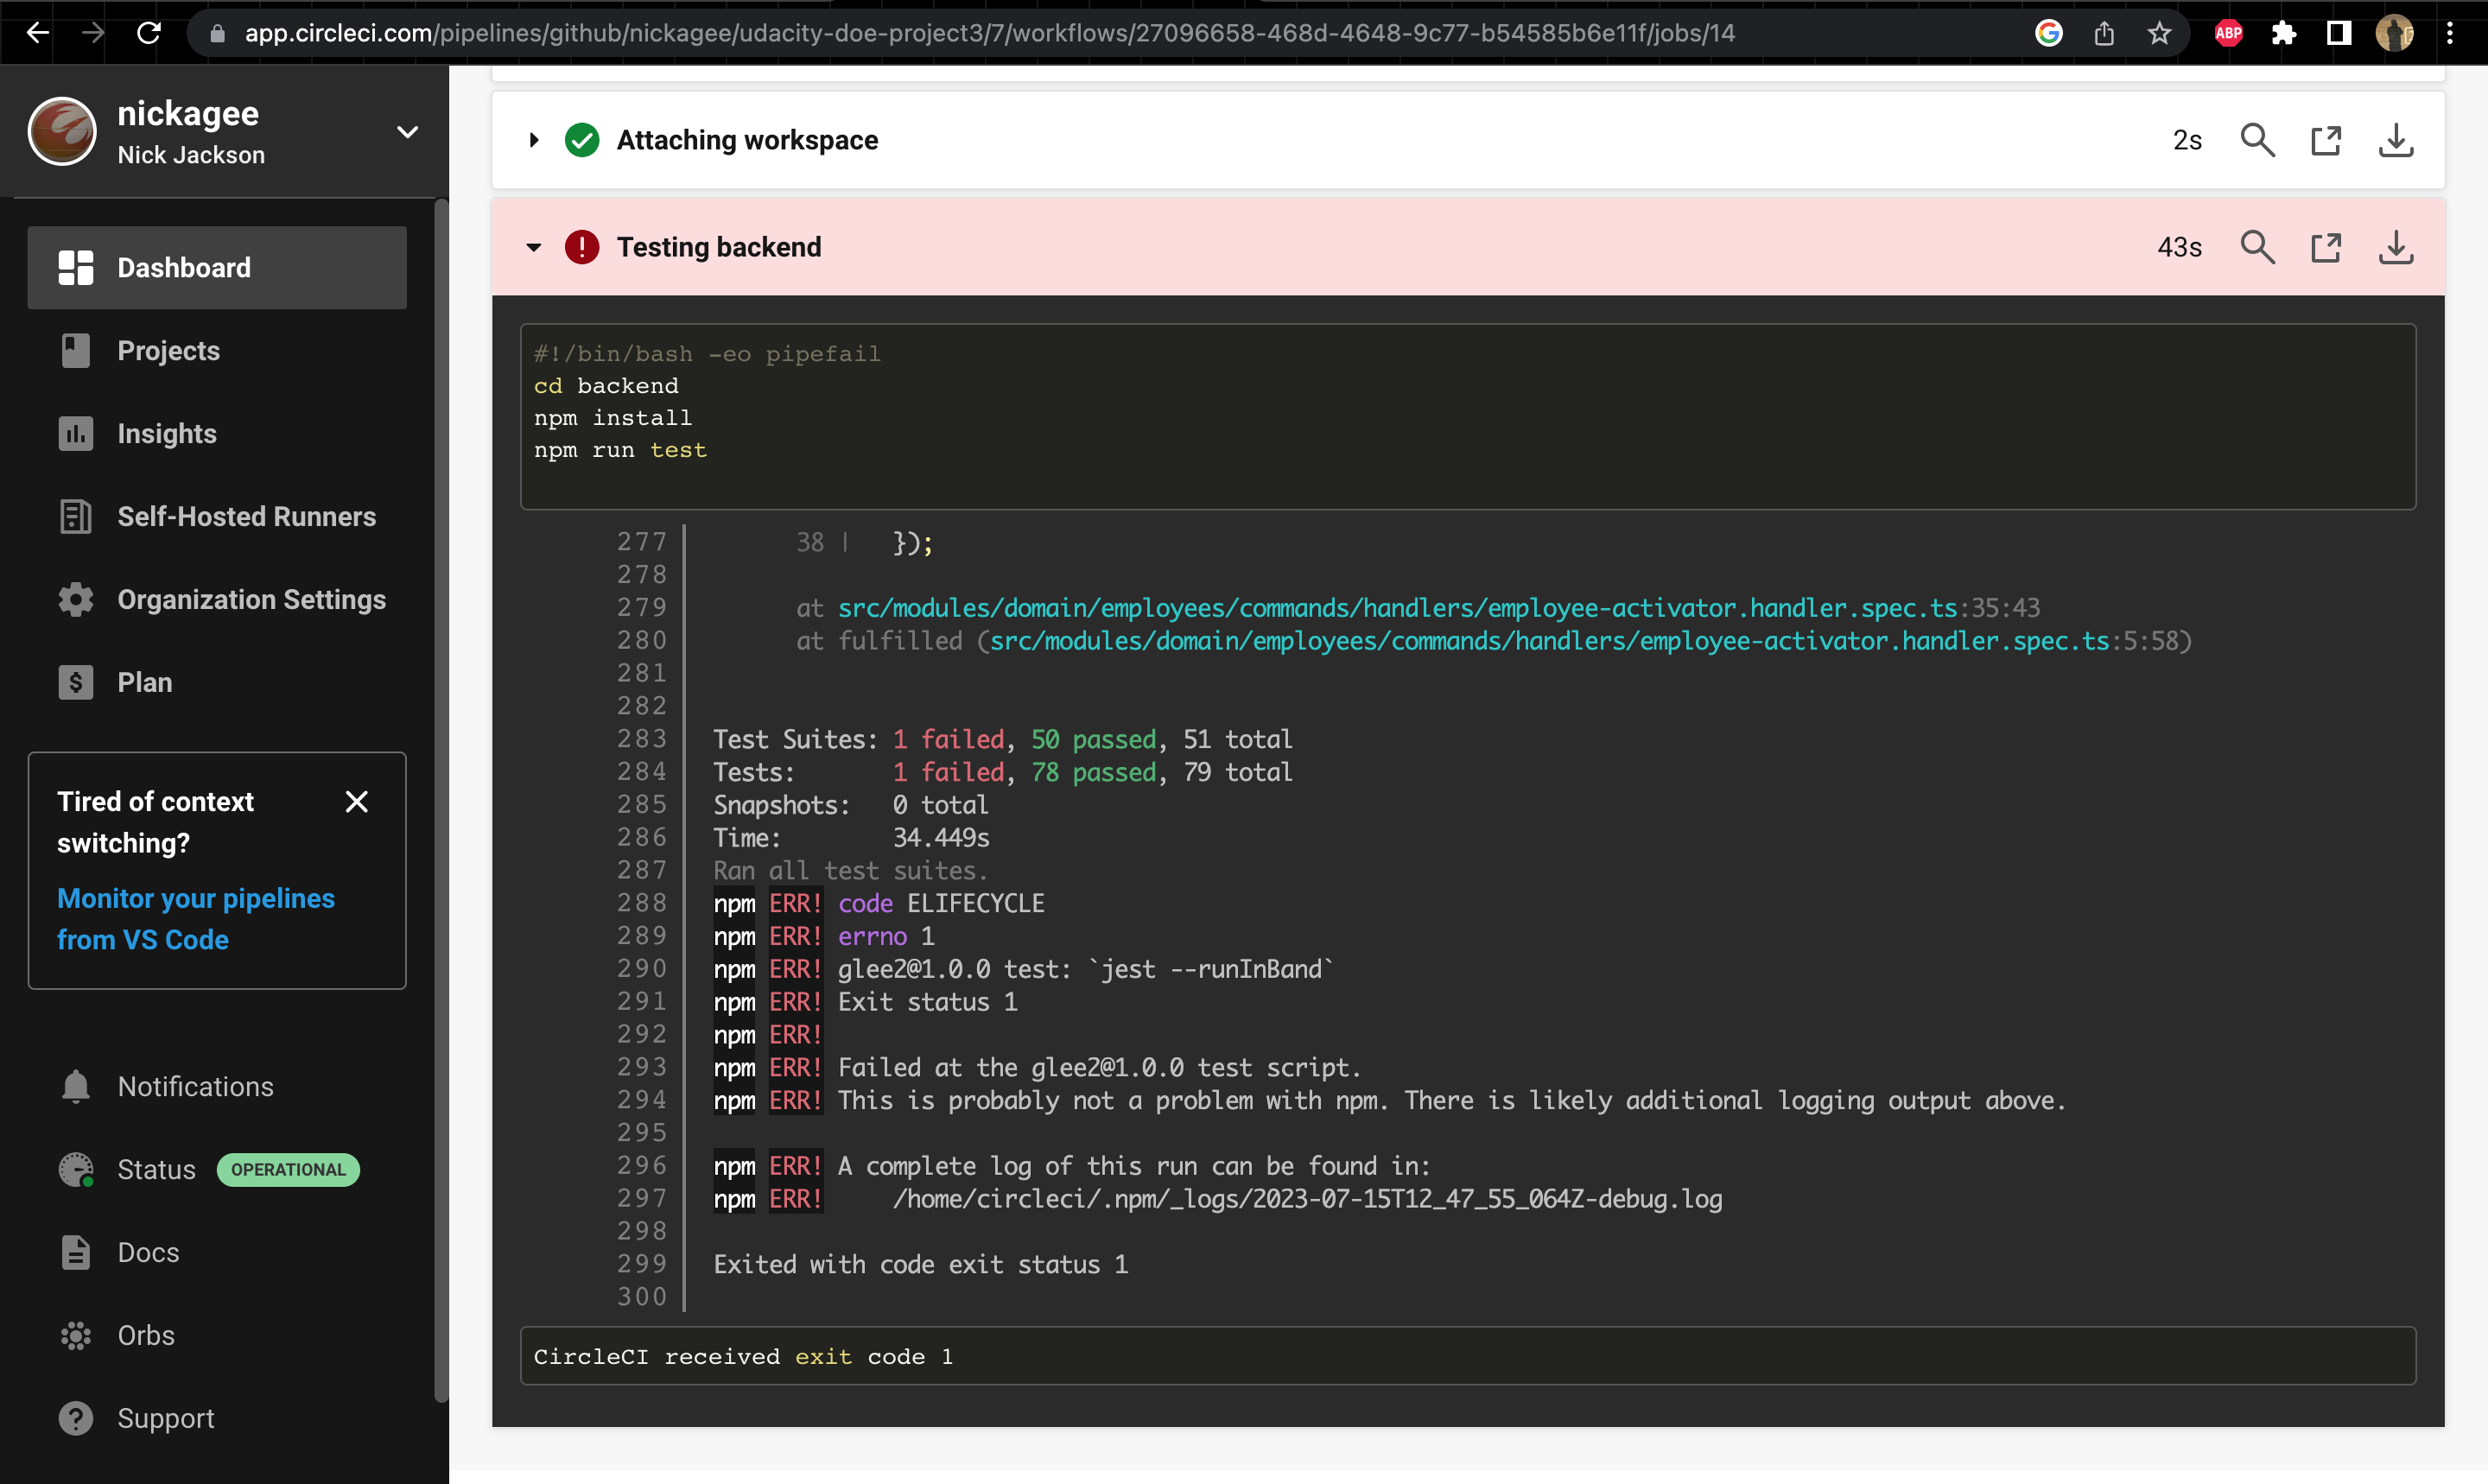 app.circleci.com/pipelines/github/nickagee/udacity-doe-project3/7/workflows/27096658-468d-4648-9c77-b54585b6e11f/jobs/14
ABP
nickagee
Nick Jackson
Dashboard
Projects
Insights
Self-Hosted Runners
Organization Settings
Plan
Tired of context
switching?
Monitor your pipelines
from VS Code
Notifications
Status OPERATIONAL
Docs
Orbs
Support
Attaching workspace 2s
Testing backend 43s
#!/bin/bash -eo pipefail
cd backend
npm install
npm run test
277 38 | });
278
279 at src/modules/domain/employees/commands/handlers/employee-activator.handler.spec.ts:35:43
280 at fulfilled (src/modules/domain/employees/commands/handlers/employee-activator.handler.spec.ts:5:58)
281
282
283 Test Suites: 1 failed, 50 passed, 51 total
284 Tests: 1 failed, 78 passed, 79 total
285 Snapshots: 0 total
286 Time: 34.449s
287 Ran all test suites.
288 npm ERR! code ELIFECYCLE
289 npm ERR! errno 1
290 npm ERR! glee2@1.0.0 test: `jest --runInBand`
291 npm ERR! Exit status 1
292 npm ERR!
293 npm ERR! Failed at the glee2@1.0.0 test script.
294 npm ERR! This is probably not a problem with npm. There is likely additional logging output above.
295
296 npm ERR! A complete log of this run can be found in:
297 npm ERR! /home/circleci/.npm/_logs/2023-07-15T12_47_55_064Z-debug.log
298
299 Exited with code exit status 1
300
CircleCI received exit code 1